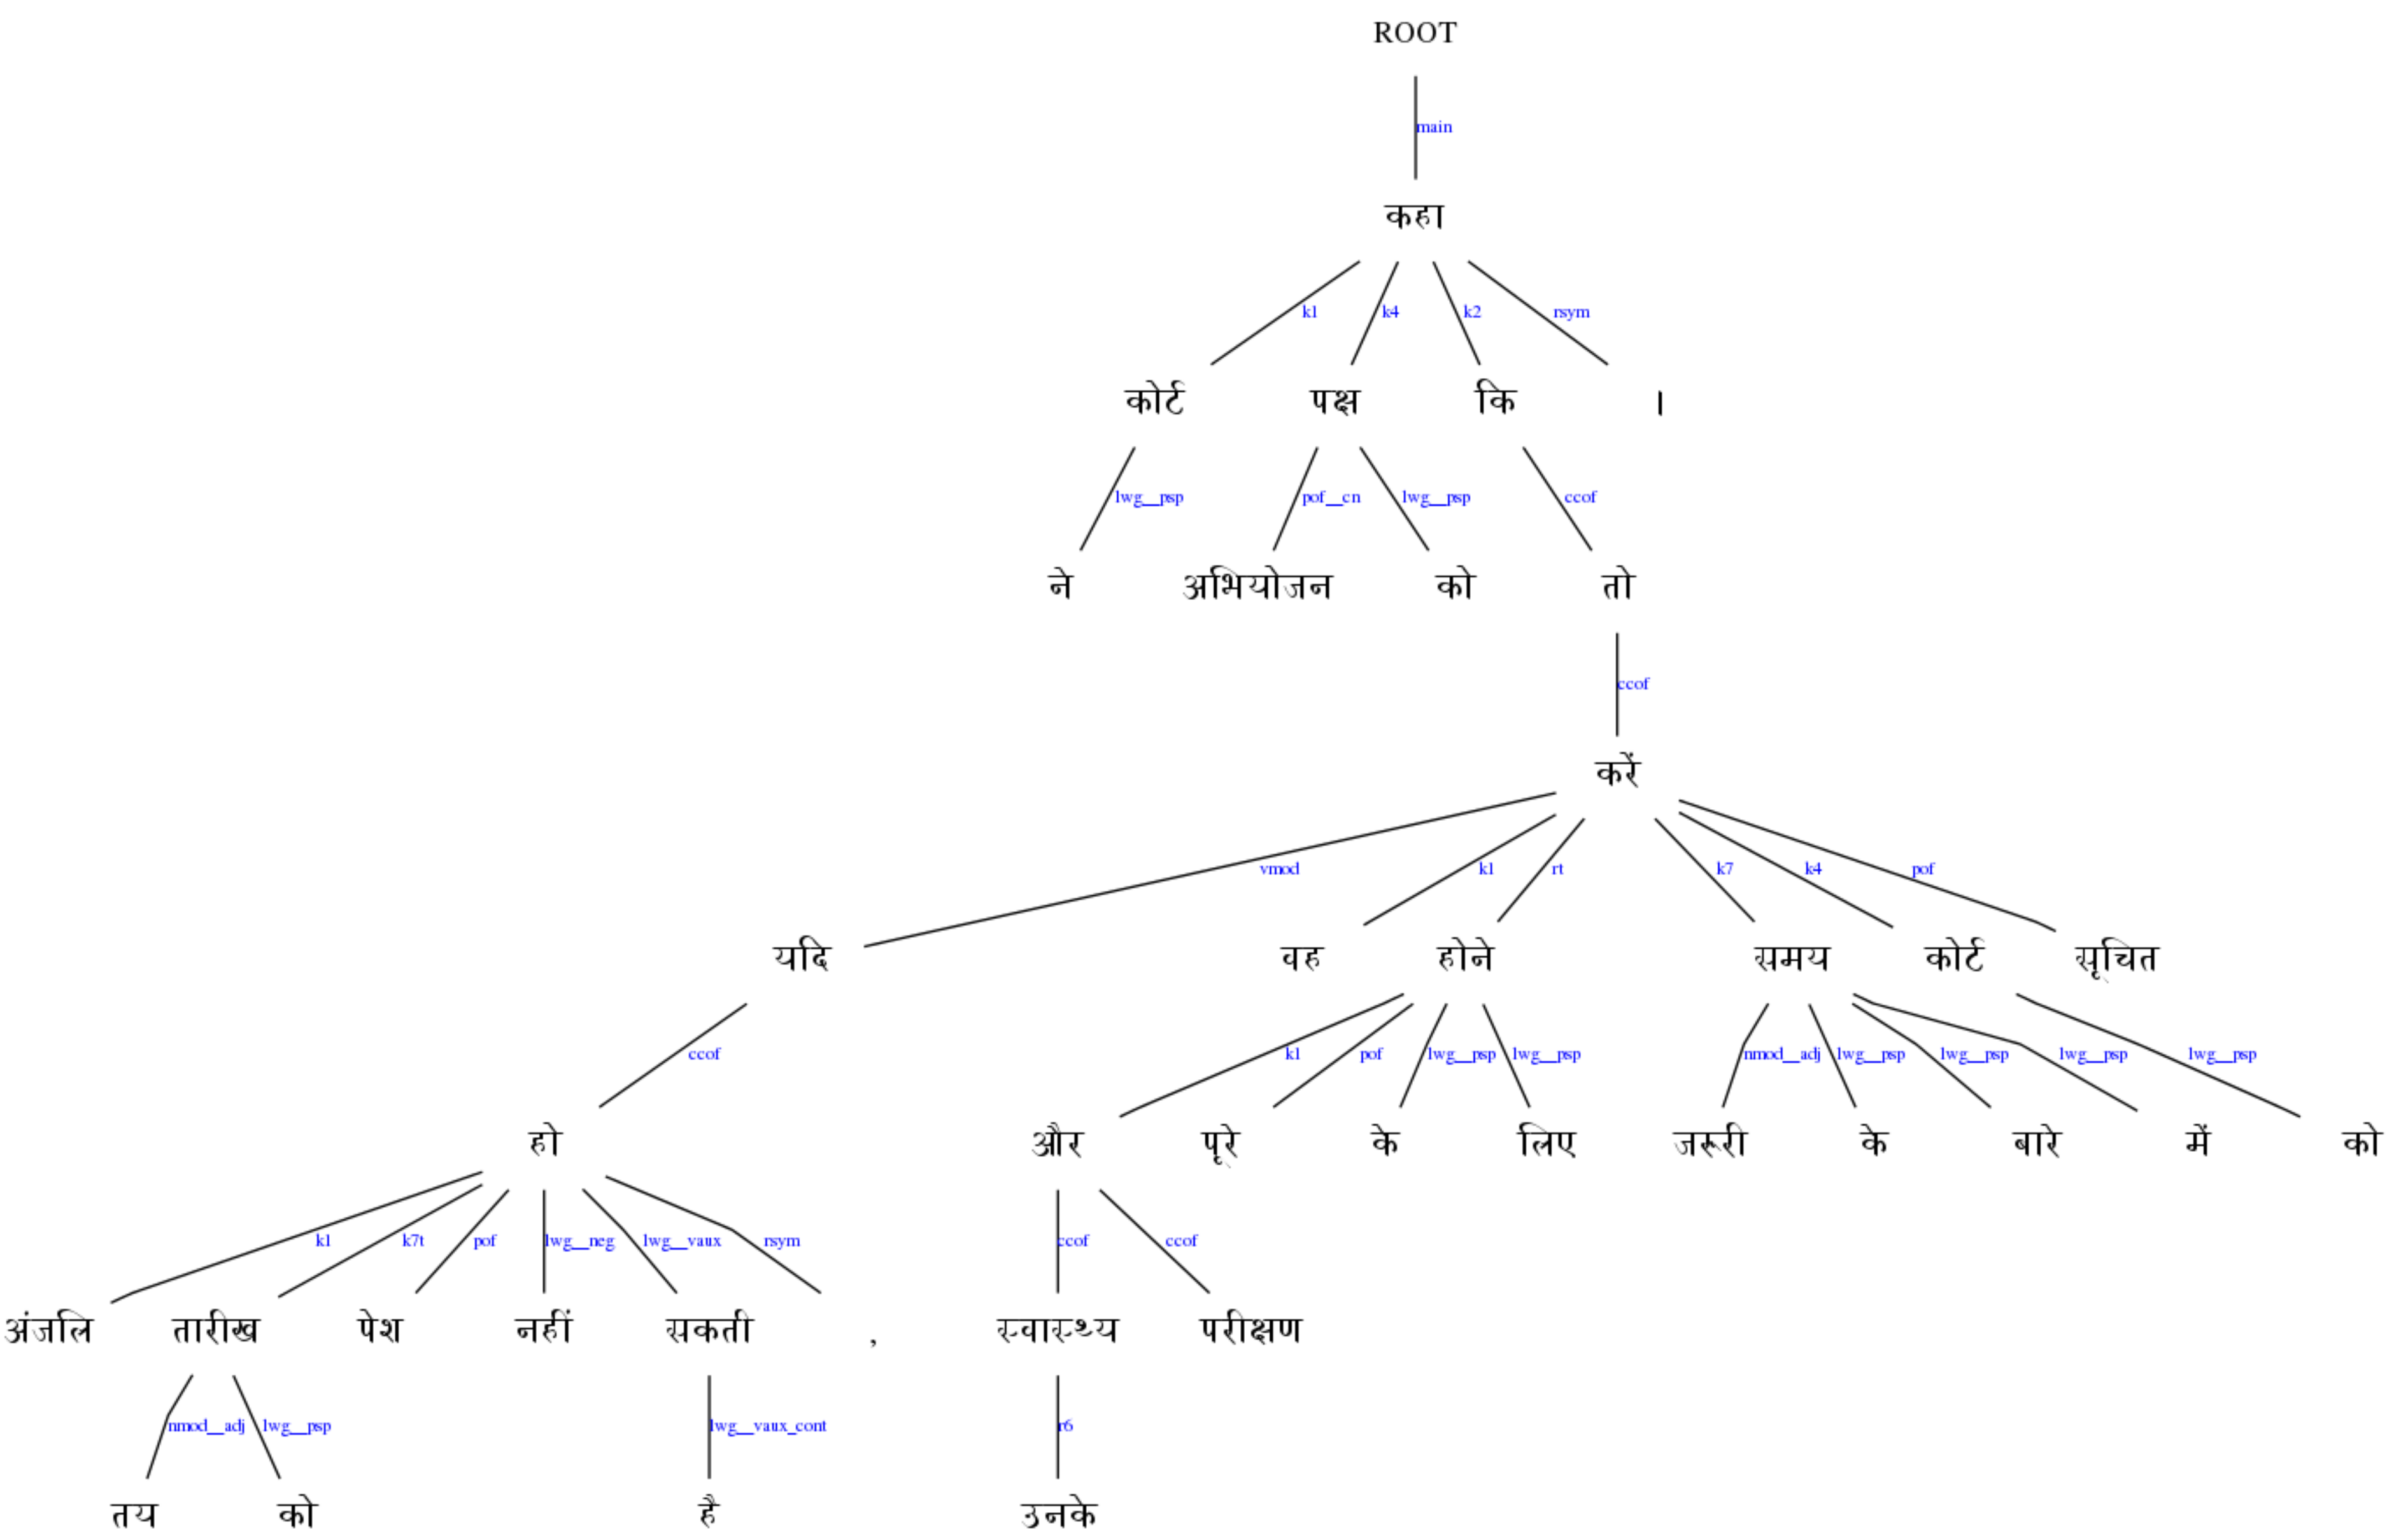 ROOT
main
कहा
k1 k4 k2 rsym
कोर्ट पक्ष कि ।
lwg__psp pof__cn lwg__psp ccof
ने अभियोजन को तो
ccof
करें
vmod k1 rt k7 k4 pof
यदि वह होने समय कोर्ट सूचित
ccof k1 pof lwg__psp lwg__psp nmod__adj lwg__psp lwg__psp lwg__psp lwg__psp
हो और पूरे के लिए जरूरी के बारे में को
k1 k7t pof lwg__neg lwg__vaux rsym ccof ccof
अंजलि तारीख पेश नहीं सकती , स्वास्थ्य परीक्षण
nmod__adj lwg__psp lwg__vaux_cont r6
तय को है उनके